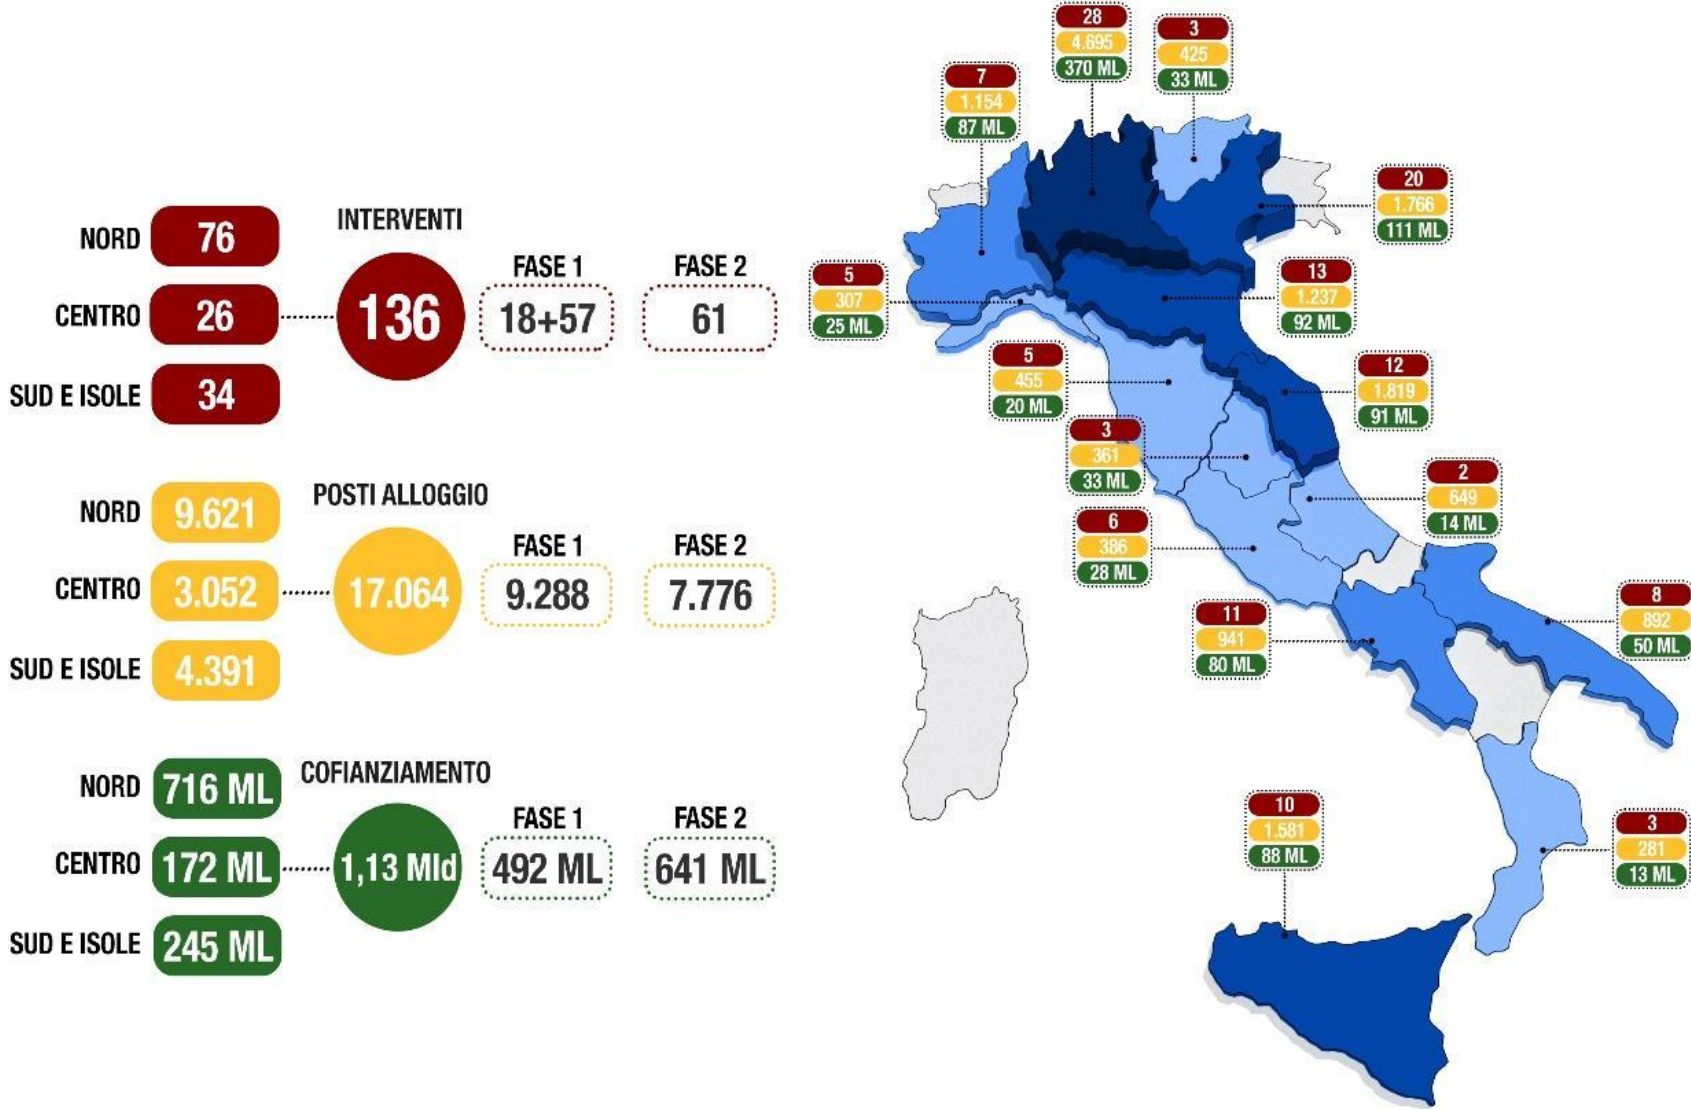 INTERVENTI
NORD 76
CENTRO 26
SUD E ISOLE 34
136
FASE 1
18+57
FASE 2
61
POSTI ALLOGGIO
NORD 9.621
CENTRO 3.052
SUD E ISOLE 4.391
17.064
FASE 1
9.288
FASE 2
7.776
COFIANZIAMENTO
NORD 716 ML
CENTRO 172 ML
SUD E ISOLE 245 ML
1,13 Mld
FASE 1
492 ML
FASE 2
641 ML
28
4.695
370 ML
3
425
33 ML
7
1.154
87 ML
20
1.766
111 ML
5
307
25 ML
13
1.237
92 ML
5
455
20 ML
12
1.819
91 ML
3
361
33 ML
2
649
14 ML
6
386
28 ML
11
941
80 ML
8
892
50 ML
10
1.581
88 ML
3
281
13 ML